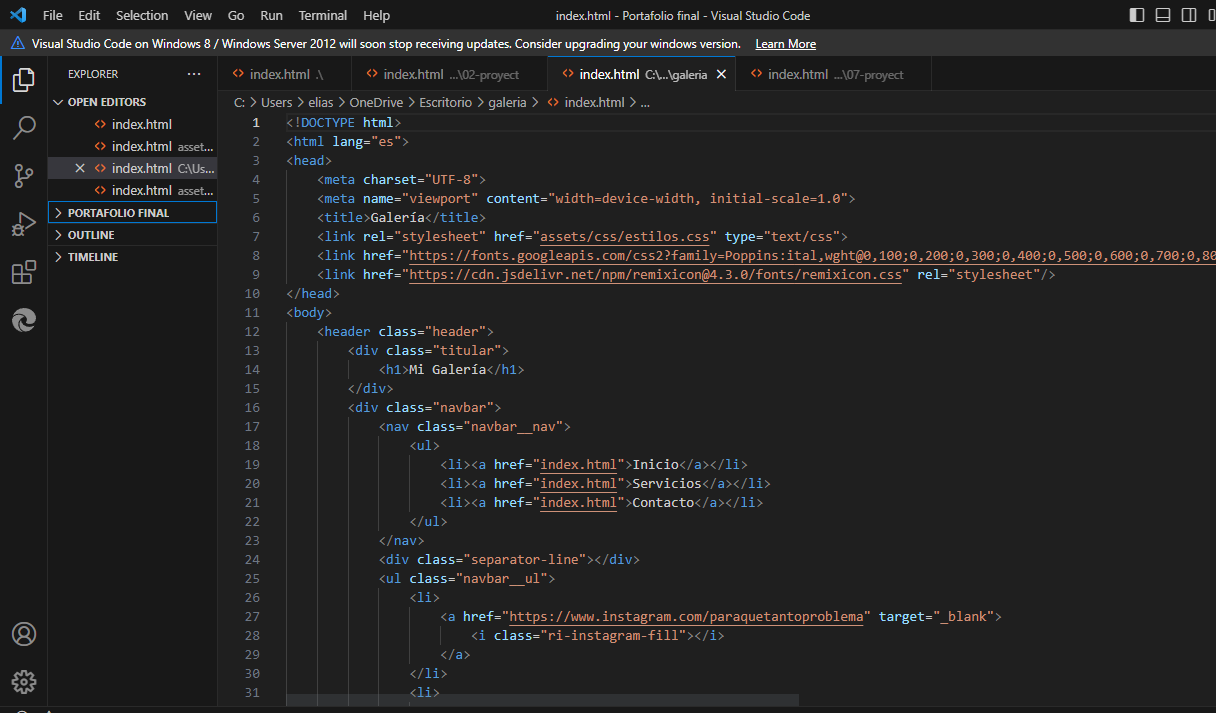 File Edit Selection View Go Run Terminal Help index.html - Portafolio final - Visual Studio Code
Visual Studio Code on Windows 8 / Windows Server 2012 will soon stop receiving updates. Consider upgrading your windows version. Learn More
EXPLORER ···
OPEN EDITORS
index.html
index.html asset...
index.html C:\Us...
index.html asset...
PORTAFOLIO FINAL
OUTLINE
TIMELINE
index.html .\ index.html ...\02-proyect index.html C:\...\galeria index.html ...\07-proyect
C: > Users > elias > OneDrive > Escritorio > galeria > index.html > ...
1 <!DOCTYPE html>
2 <html lang="es">
3 <head>
4 <meta charset="UTF-8">
5 <meta name="viewport" content="width=device-width, initial-scale=1.0">
6 <title>Galería</title>
7 <link rel="stylesheet" href="assets/css/estilos.css" type="text/css">
8 <link href="https://fonts.googleapis.com/css2?family=Poppins:ital,wght@0,100;0,200;0,300;0,400;0,500;0,600;0,700;0,80
9 <link href="https://cdn.jsdelivr.net/npm/remixicon@4.3.0/fonts/remixicon.css" rel="stylesheet"/>
10 </head>
11 <body>
12 <header class="header">
13 <div class="titular">
14 <h1>Mi Galería</h1>
15 </div>
16 <div class="navbar">
17 <nav class="navbar__nav">
18 <ul>
19 <li><a href="index.html">Inicio</a></li>
20 <li><a href="index.html">Servicios</a></li>
21 <li><a href="index.html">Contacto</a></li>
22 </ul>
23 </nav>
24 <div class="separator-line"></div>
25 <ul class="navbar__ul">
26 <li>
27 <a href="https://www.instagram.com/paraquetantoproblema" target="_blank">
28 <i class="ri-instagram-fill"></i>
29 </a>
30 </li>
31 <li>